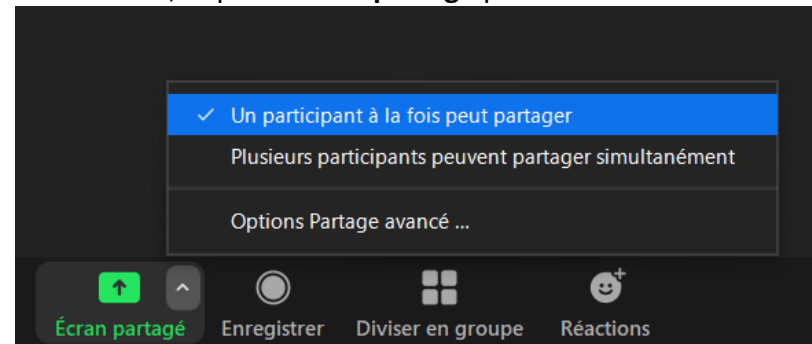 Un participant à la fois peut partager
Plusieurs participants peuvent partager simultanément
Options Partage avancé ...
Écran partagé Enregistrer Diviser en groupe Réactions